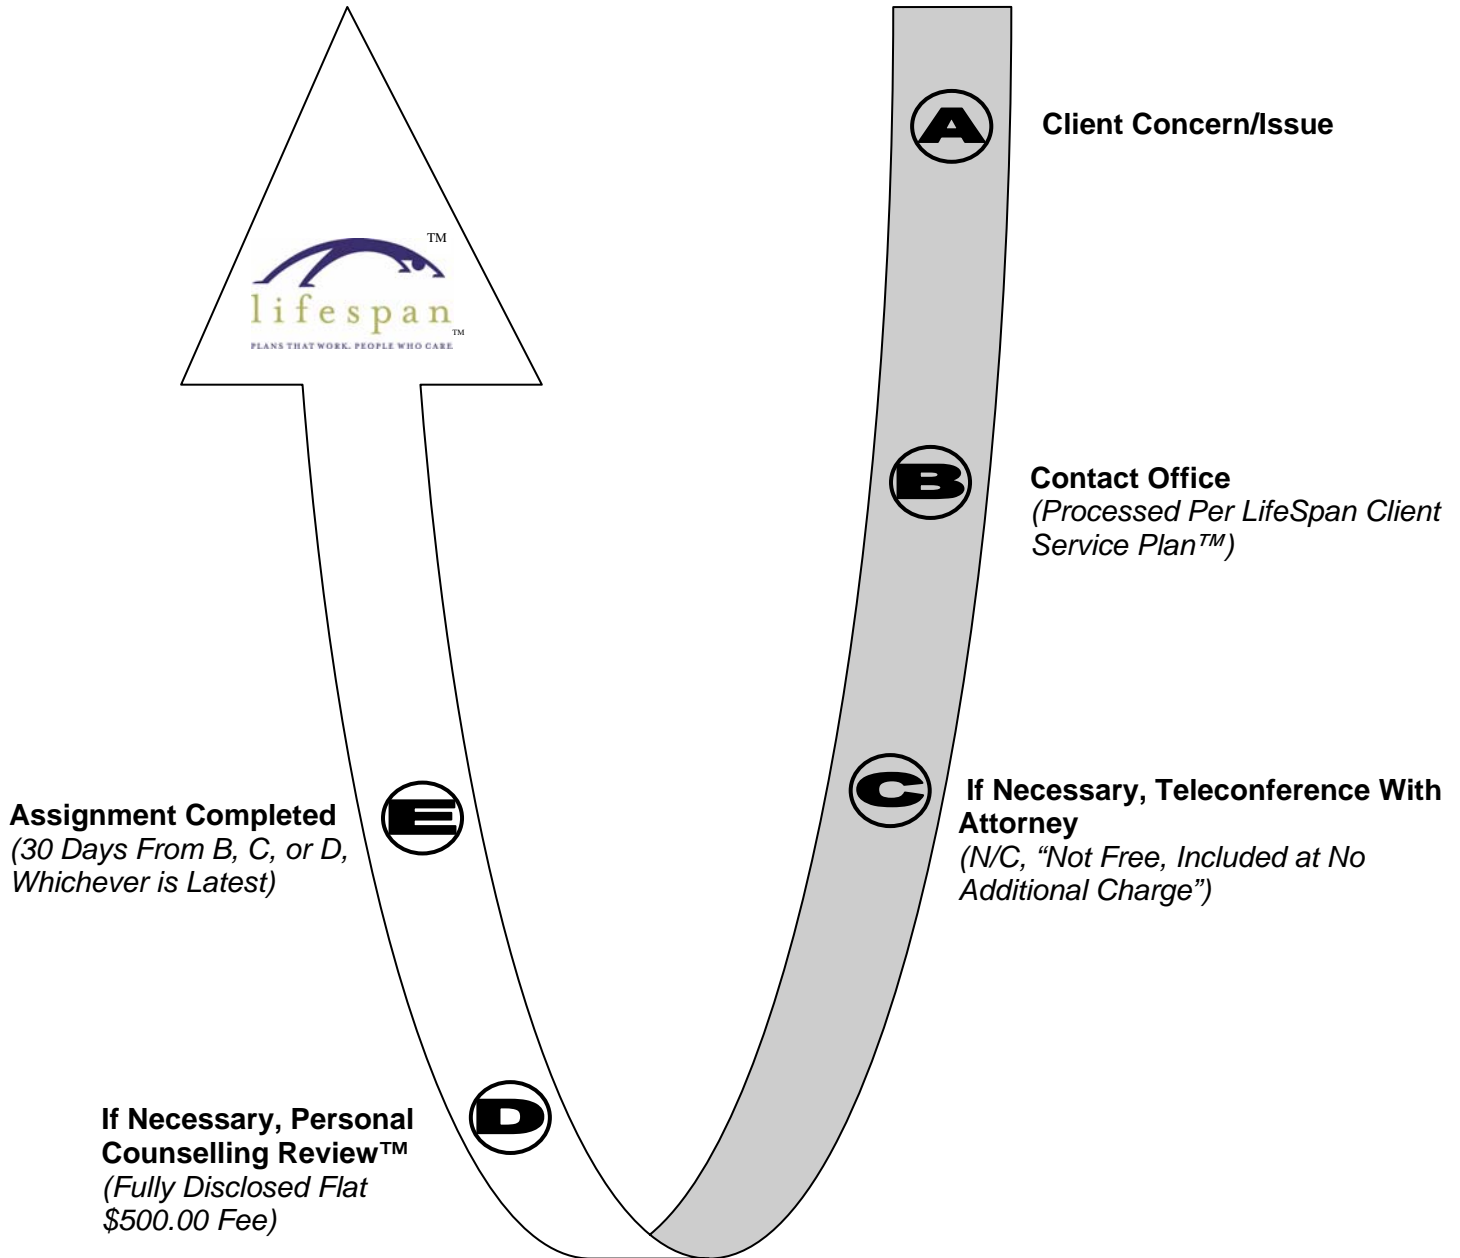 A
Client Concern/Issue
B
Contact Office
(Processed Per LifeSpan Client
Service Plan™)
C
If Necessary, Teleconference With
Attorney
(N/C, “Not Free, Included at No
Additional Charge”)
D
If Necessary, Personal
Counselling Review™
(Fully Disclosed Flat
$500.00 Fee)
E
Assignment Completed
(30 Days From B, C, or D,
Whichever is Latest)
TM
lifespan
TM
PLANS THAT WORK. PEOPLE WHO CARE